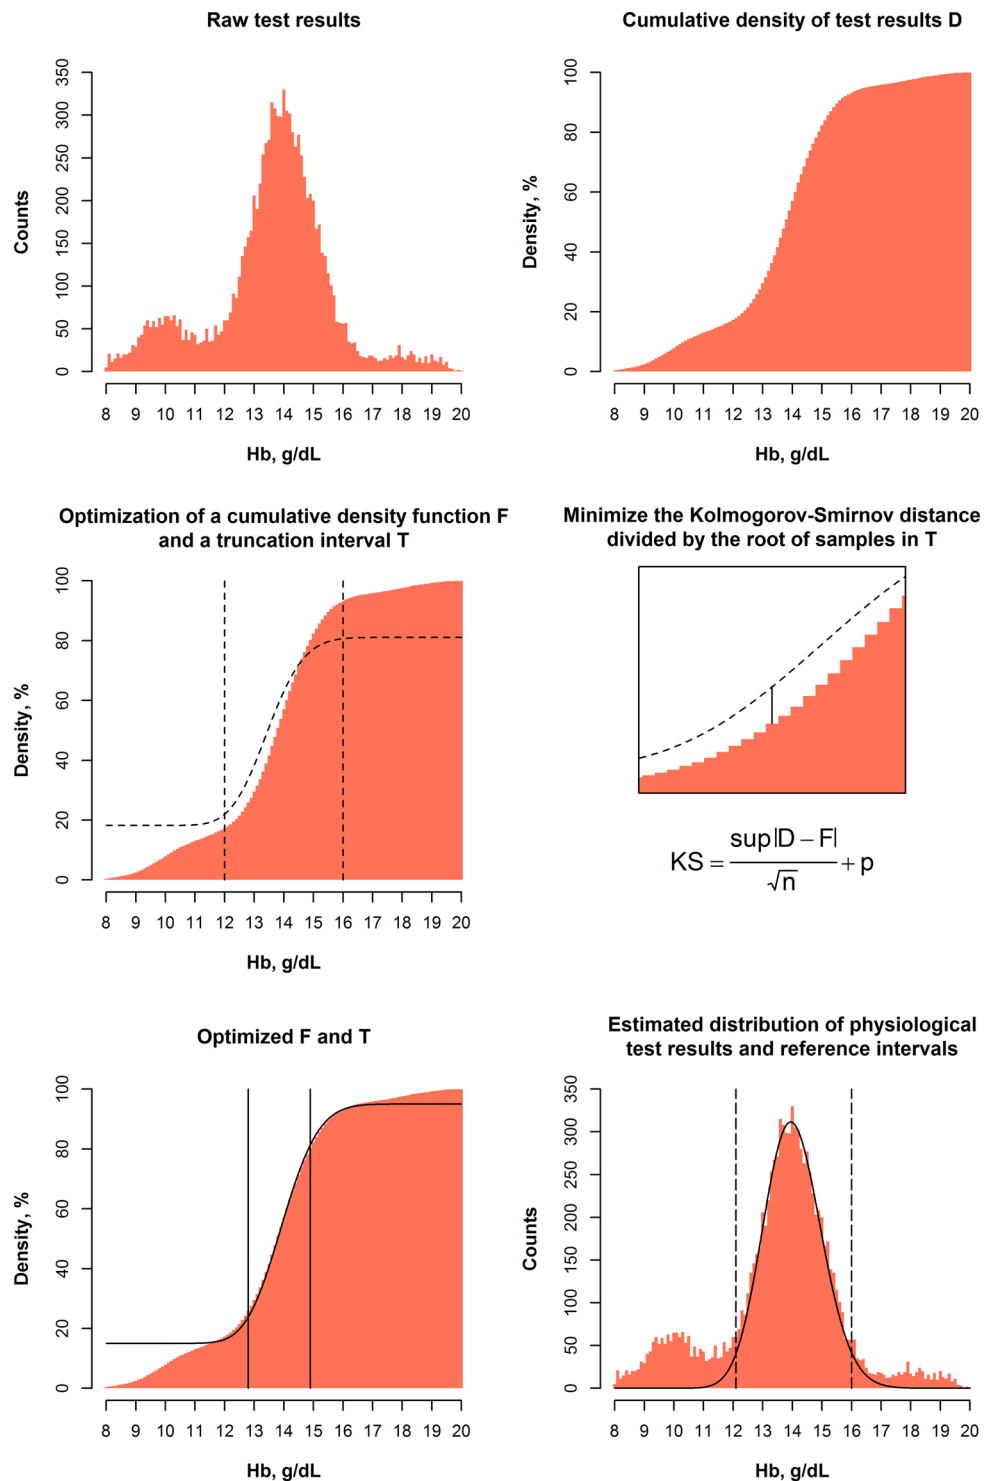 Raw test results
Counts
350
300
250
200
150
100
50
0
8 9 10 11 12 13 14 15 16 17 18 19 20
Hb, g/dL
Cumulative density of test results D
Density, %
100
80
60
40
20
0
8 9 10 11 12 13 14 15 16 17 18 19 20
Hb, g/dL
Optimization of a cumulative density function F
and a truncation interval T
Density, %
100
80
60
40
20
0
8 9 10 11 12 13 14 15 16 17 18 19 20
Hb, g/dL
Minimize the Kolmogorov-Smirnov distance
divided by the root of samples in T
KS = sup|D − F| / √n + p
Optimized F and T
Density, %
100
80
60
40
20
0
8 9 10 11 12 13 14 15 16 17 18 19 20
Hb, g/dL
Estimated distribution of physiological
test results and reference intervals
Counts
350
300
250
200
150
100
50
0
8 9 10 11 12 13 14 15 16 17 18 19 20
Hb, g/dL